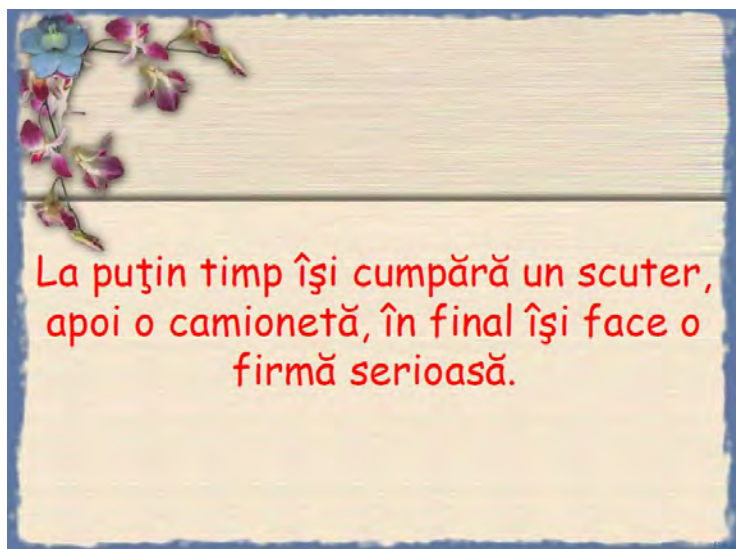 La puţin timp îşi cumpără un scuter,
apoi o camionetă, în final îşi face o
firmă serioasă.